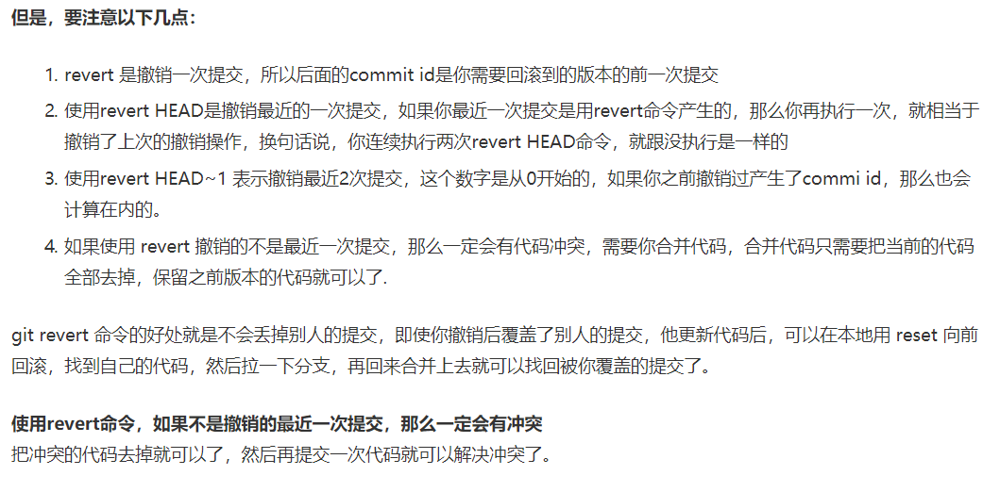 但是，要注意以下几点：
1. revert 是撤销一次提交，所以后面的commit id是你需要回滚到的版本的前一次提交
2. 使用revert HEAD是撤销最近的一次提交，如果你最近一次提交是用revert命令产生的，那么你再执行一次，就相当于
撤销了上次的撤销操作，换句话说，你连续执行两次revert HEAD命令，就跟没执行是一样的
3. 使用revert HEAD~1 表示撤销最近2次提交，这个数字是从0开始的，如果你之前撤销过产生了commi id，那么也会
计算在内的。
4. 如果使用 revert 撤销的不是最近一次提交，那么一定会有代码冲突，需要你合并代码，合并代码只需要把当前的代码
全部去掉，保留之前版本的代码就可以了.
git revert 命令的好处就是不会丢掉别人的提交，即使你撤销后覆盖了别人的提交，他更新代码后，可以在本地用 reset 向前
回滚，找到自己的代码，然后拉一下分支，再回来合并上去就可以找回被你覆盖的提交了。
使用revert命令，如果不是撤销的最近一次提交，那么一定会有冲突
把冲突的代码去掉就可以了，然后再提交一次代码就可以解决冲突了。